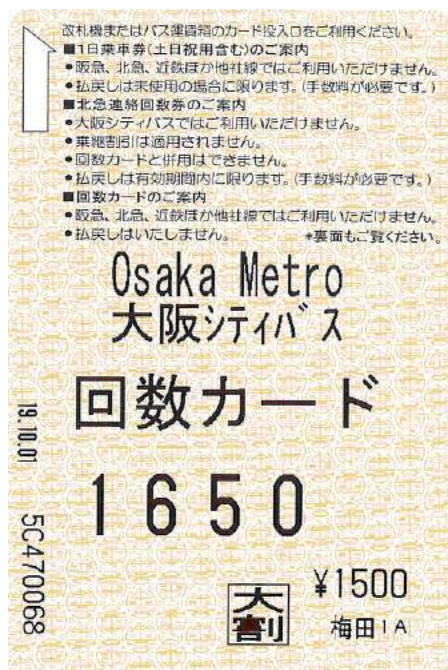 改札機またはバス運賃箱のカード投入口をご利用ください。
■1日乗車券(土日祝用含む)のご案内
●阪急、北急、近鉄ほか他社線ではご利用いただけません。
●払戻しは未使用の場合に限ります。(手数料が必要です。)
■北急連絡回数券のご案内
●大阪シティバスではご利用いただけません。
●乗継割引は適用されません。
●回数カードと併用はできません。
●払戻しは有効期間内に限ります。(手数料が必要です。)
■回数カードのご案内
●阪急、北急、近鉄ほか他社線ではご利用いただけません。
●払戻しはいたしません。 *裏面もご覧ください。
Osaka Metro
大阪シティバス
回数カード
1650
19.10.01
5C470068
大割
¥1500
梅田1A